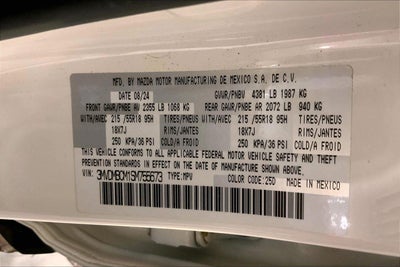 MFD. BY MAZDA MOTOR MANUFACTURING DE MEXICO S.A. DE C.V.
DATE 08/24 GVWR/PNBV 4381 LB 1987 KG
FRONT GAWR/PNBE AV 2355 LB 1068 KG REAR GAWR/PNBE AR 2072 LB 940 KG
WITH/AVEC 215/55R18 95H TIRES/PNEUS WITH/AVEC 215/55R18 95H TIRES/PNEUS
18X7J RIMS/JANTES 18X7J RIMS/JANTES
250 KPA/36 PSI COLD/A FROID 250 KPA/36 PSI COLD/A FROID
THIS VEHICLE CONFORMS TO ALL APPLICABLE FEDERAL MOTOR VEHICLE SAFETY AND THEFT
PREVENTION STANDARDS IN EFFECT ON THE DATE OF MANUFACTURE SHOWN ABOVE.
VIN: TYPE:MPV COLOR CODE:25D MADE IN MEXICO